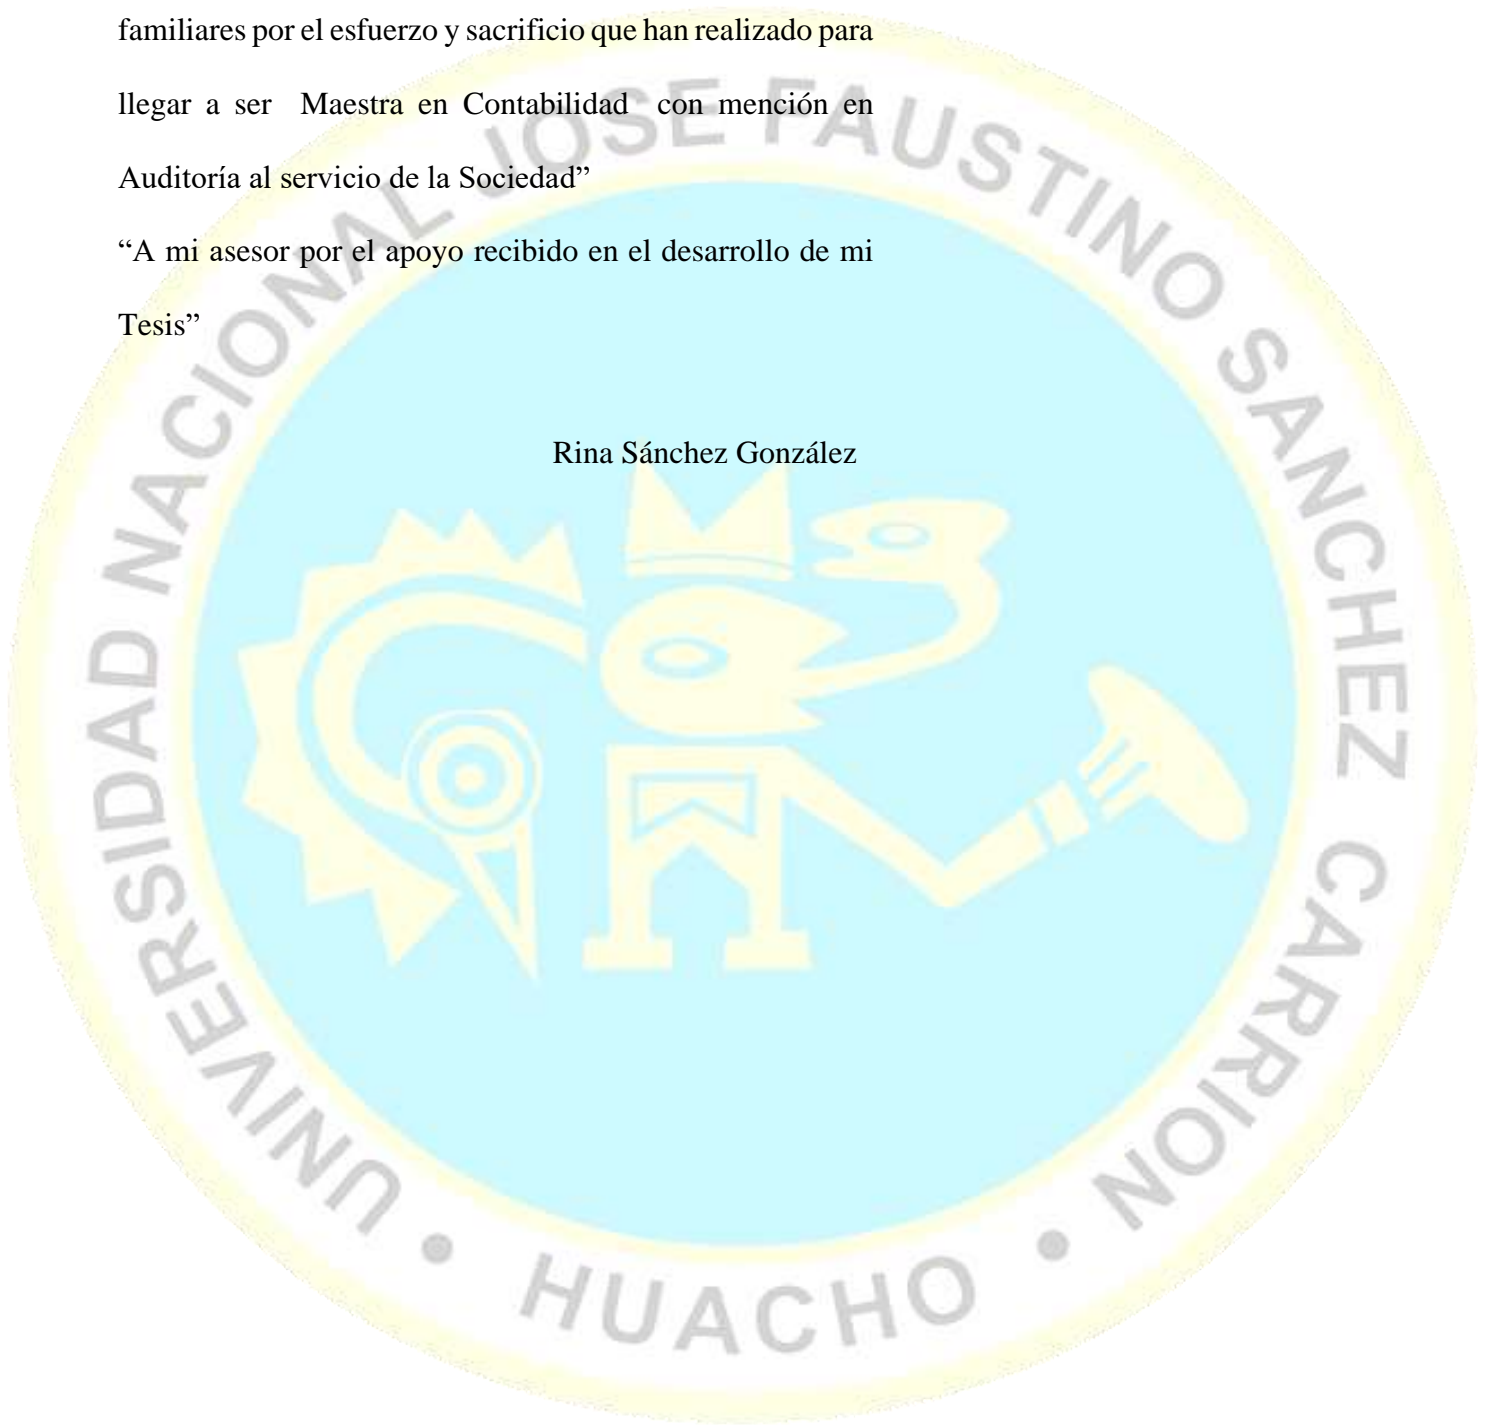 familiares por el esfuerzo y sacrificio que han realizado para
llegar a ser Maestra en Contabilidad con mención en
Auditoría al servicio de la Sociedad”
“A mi asesor por el apoyo recibido en el desarrollo de mi
Tesis”
Rina Sánchez González
UNIVERSIDAD NACIONAL JOSE FAUSTINO SANCHEZ CARRION • HUACHO •